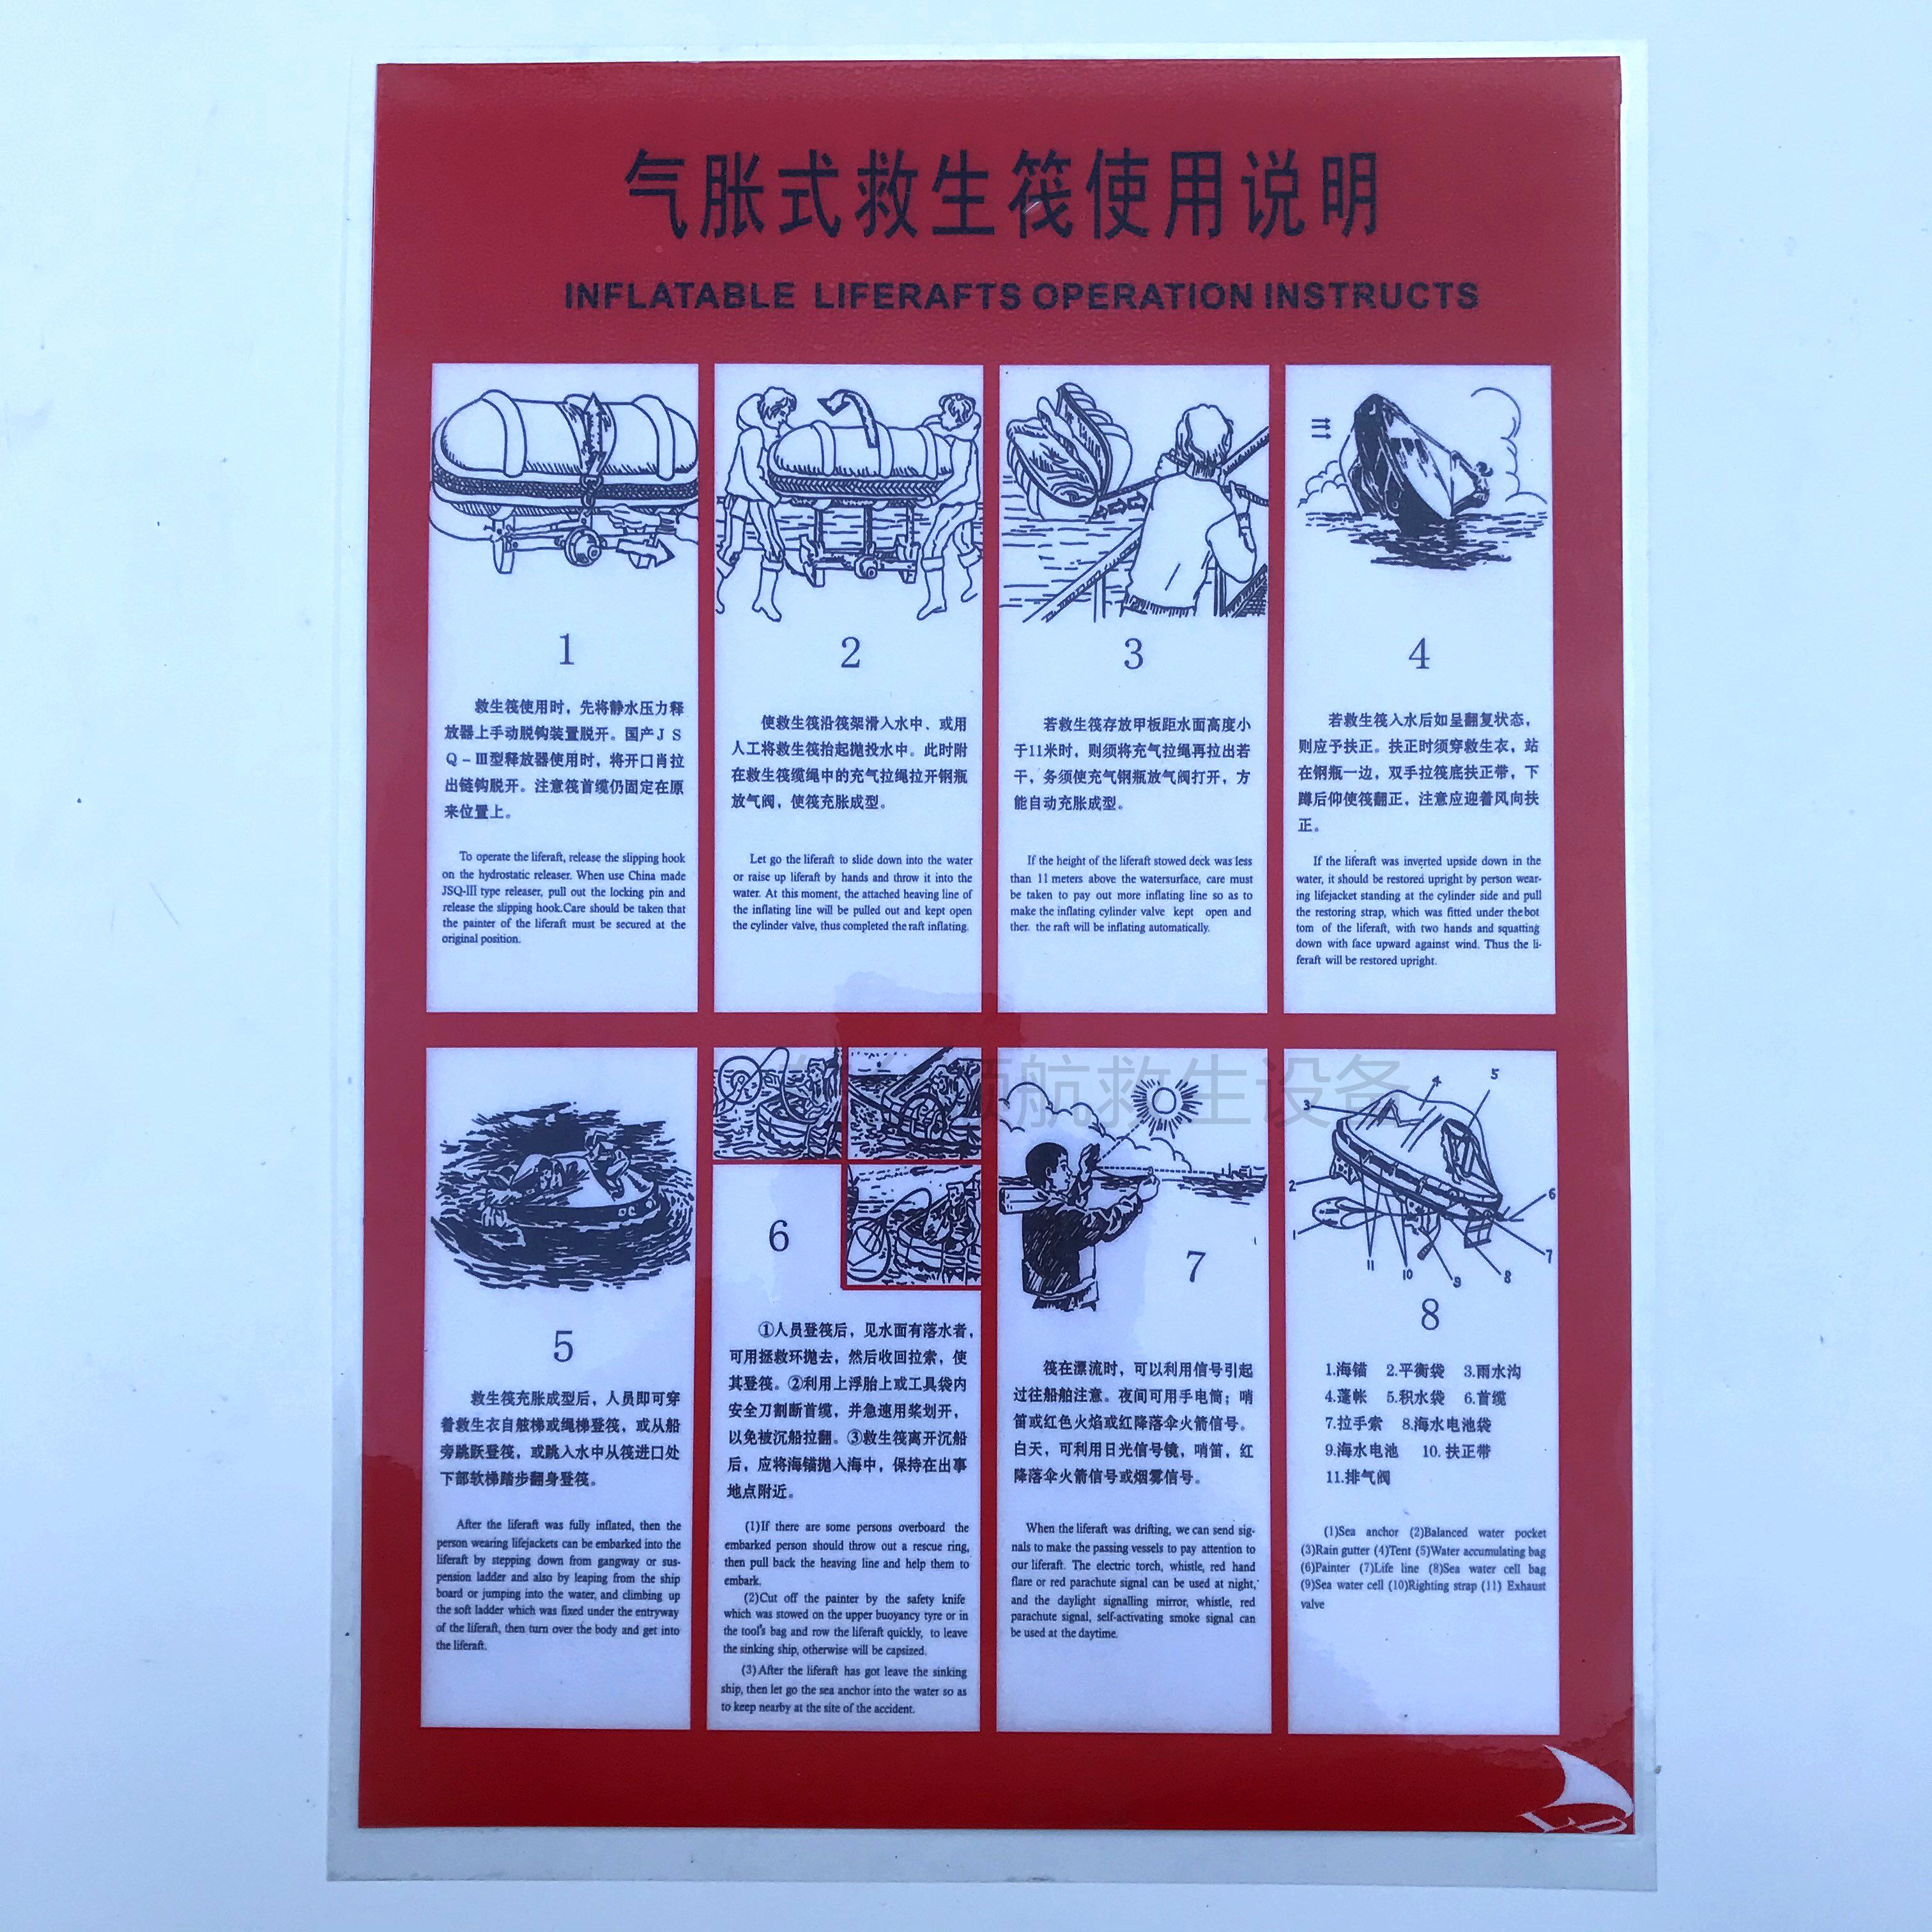 气胀式救生筏使用说明
INFLATABLE LIFERAFTS OPERATION INSTRUCTS
1
救生筏使用时，先将静水压力释
放器上手动脱钩装置脱开。国产ＪＳ
Ｑ－Ⅲ型释放器使用时，将开口肖拉
出链钩脱开。注意筏首缆仍固定在原
来位置上。
To operate the liferaft, release the slipping hook
on the hydrostatic releaser. When use China made
JSQ-III type releaser, pull out the locking pin and
release the slipping hook.Care should be taken that
the painter of the liferaft must be secured at the
original position.
2
使救生筏沿筏架滑入水中、或用
人工将救生筏抬起抛投水中。此时附
在救生筏缆绳中的充气拉绳拉开钢瓶
放气阀，使筏充胀成型。
Let go the liferaft to slide down into the water
or raise up liferaft by hands and throw it into the
water. At this moment, the attached heaving line of
the inflating line will be pulled out and kept open
the cylinder valve, thus completed the raft inflating.
3
若救生筏存放甲板距水面高度小
于11米时，则须将充气拉绳再拉出若
干，务须使充气钢瓶放气阀打开，方
能自动充胀成型。
If the height of the liferaft stowed deck was less
than 11 meters above the watersurface, care must
be taken to pay out more inflating line so as to
make the inflating cylinder valve kept open and
ther. the raft will be inflating automatically.
4
若救生筏入水后如呈翻复状态，
则应予扶正。扶正时须穿救生衣，站
在钢瓶一边，双手拉筏底扶正带，下
蹲后仰使筏翻正，注意应迎着风向扶
正。
If the liferaft was inverted upside down in the
water, it should be restored upright by person wear-
ing lifejacket standing at the cylinder side and pull
the restoring strap, which was fitted under the bot
tom of the liferaft, with two hands and squatting
down with face upward against wind. Thus the li-
feraft will be restored upright.
5
救生筏充胀成型后，人员即可穿
着救生衣自舷梯或绳梯登筏，或从船
旁跳跃登筏，或跳入水中从筏进口处
下部软梯踏步翻身登筏。
After the liferaft was fully inflated, then the
person wearing lifejackets can be embarked into the
liferaft by stepping down from gangway or sus-
pension ladder and also by leaping from the ship
board or jumping into the water, and climbing up
the soft ladder which was fixed under the entryway
of the liferaft, then turn over the body and get into
the liferaft.
6
①人员登筏后，见水面有落水者，
可用拯救环抛去，然后收回拉索，使
其登筏。②利用上浮胎上或工具袋内
安全刀割断首缆，并急速用桨划开，
以免被沉船拉翻。③救生筏离开沉船
后，应将海锚抛入海中，保持在出事
地点附近。
(1)If there are some persons overboard the
embarked person should throw out a rescue ring,
then pull back the heaving line and help them to
embark.
(2)Cut off the painter by the safety knife
which was stowed on the upper buoyancy tyre or in
the tool's bag and row the liferaft quickly, to leave
the sinking ship, otherwise will be capsized.
(3)After the liferaft has got leave the sinking
ship, then let go the sea anchor into the water so as
to keep nearby at the site of the accident.
7
筏在漂流时，可以利用信号引起
过往船舶注意。夜间可用手电筒；哨
笛或红色火焰或红降落伞火箭信号。
白天，可利用日光信号镜，哨笛，红
降落伞火箭信号或烟雾信号。
When the liferaft was drifting, we can send sig-
nals to make the passing vessels to pay attention to
our liferaft. The electric torch, whistle, red hand
flare or red parachute signal can be used at night,
and the daylight signalling mirror, whistle, red
parachute signal, self-activating smoke signal can
be used at the daytime.
4
5
3
2
6
1
7
11
10
9
8
8
1.海锚 2.平衡袋 3.雨水沟
4.蓬帐 5.积水袋 6.首缆
7.拉手索 8.海水电池袋
9.海水电池 10. 扶正带
11.排气阀
(1)Sea anchor (2)Balanced water pocket
(3)Rain gutter (4)Tent (5)Water accumulating bag
(6)Painter (7)Life line (8)Sea water cell bag
(9)Sea water cell (10)Righting strap (11) Exhaust
valve
领航救生设备
LD